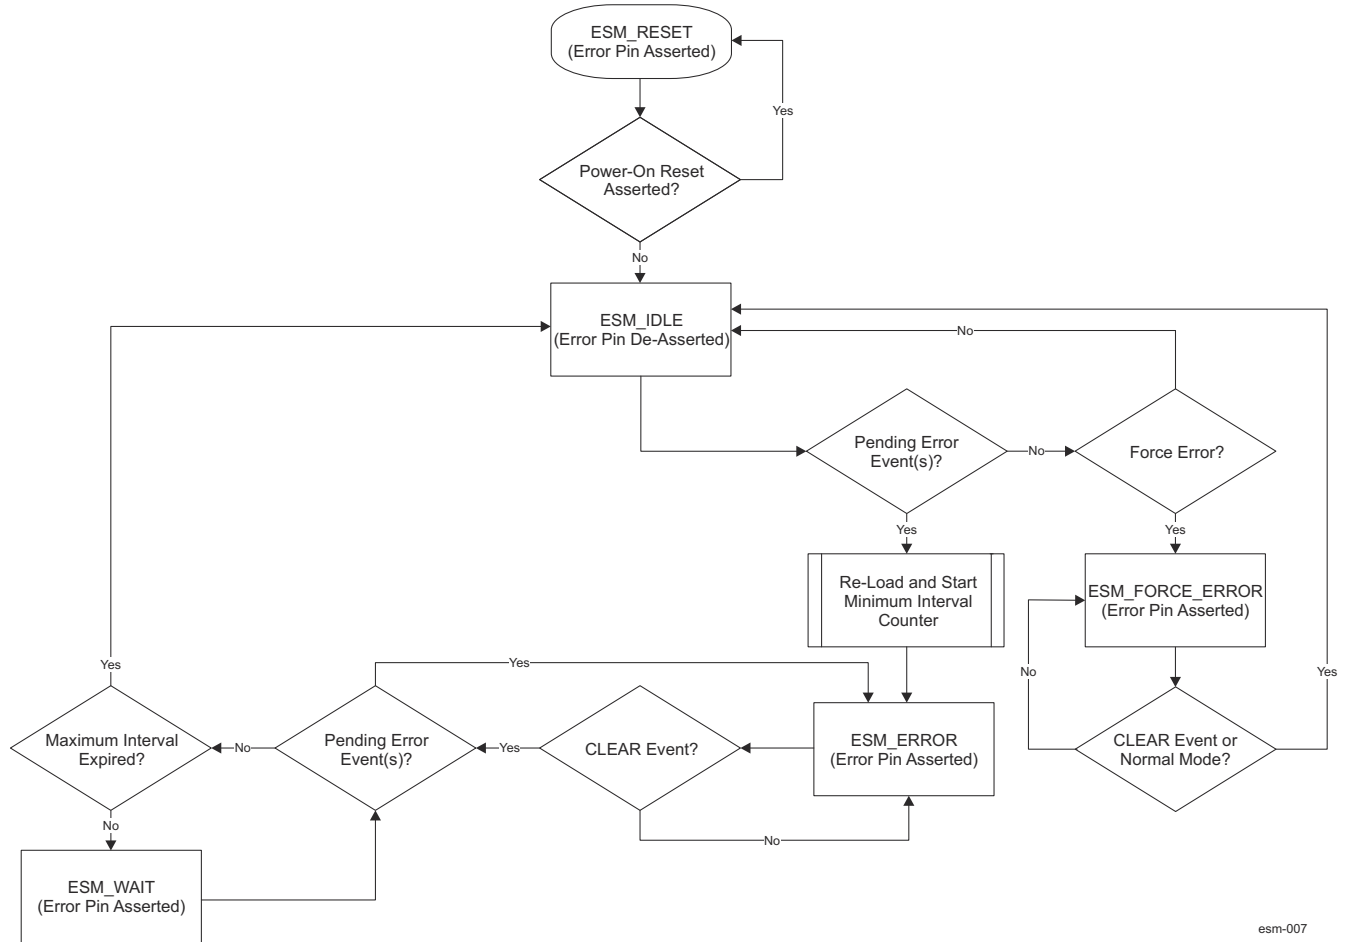 ESM_RESET
(Error Pin Asserted)
Yes
Power-On Reset
Asserted?
No
ESM_IDLE
(Error Pin De-Asserted)
No
Pending Error
Event(s)?
No
Force Error?
Yes
Yes
Re-Load and Start
Minimum Interval
Counter
ESM_FORCE_ERROR
(Error Pin Asserted)
Yes
Yes
No
Yes
Maximum Interval
Expired?
No
Pending Error
Event(s)?
Yes
CLEAR Event?
ESM_ERROR
(Error Pin Asserted)
CLEAR Event or
Normal Mode?
No
No
ESM_WAIT
(Error Pin Asserted)
esm-007